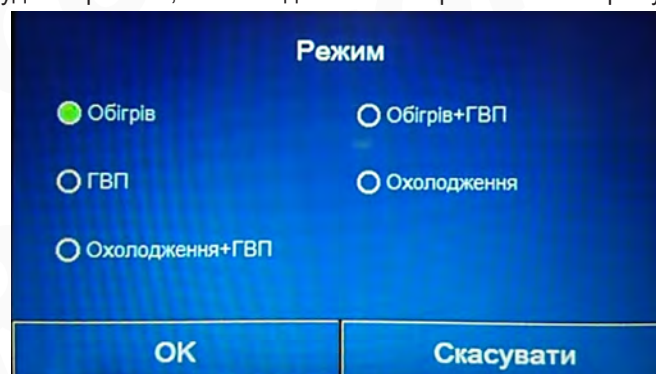 Режим
Обігрів
Обігрів+ГВП
ГВП
Охолодження
Охолодження+ГВП
OK
Скасувати